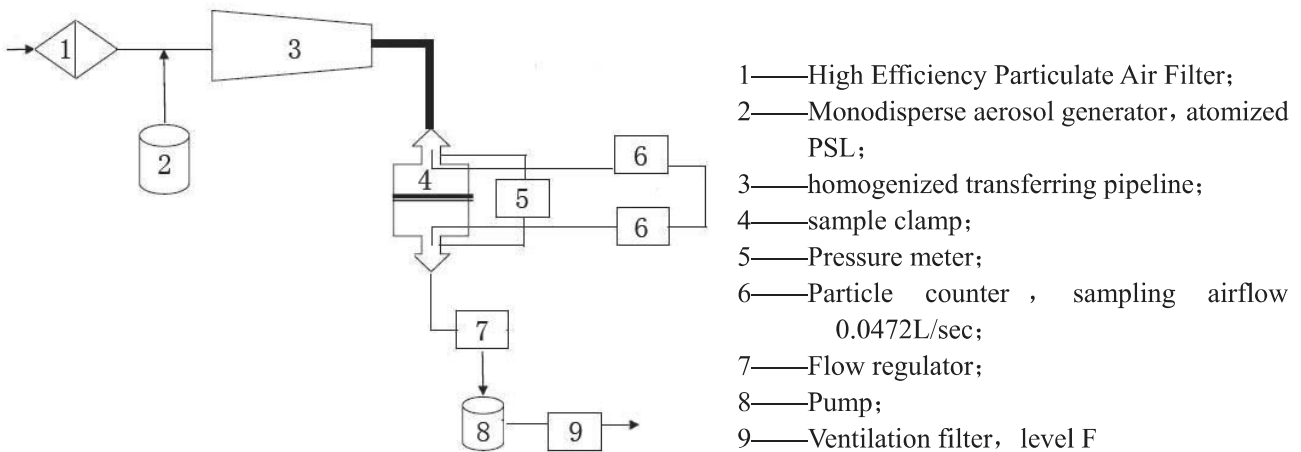 1
2
3
4
5
6
6
7
8
9
1——High Efficiency Particulate Air Filter；
2——Monodisperse aerosol generator，atomized
PSL；
3——homogenized transferring pipeline；
4——sample clamp；
5——Pressure meter；
6——Particle counter ， sampling airflow
0.0472L/sec；
7——Flow regulator；
8——Pump；
9——Ventilation filter，level F